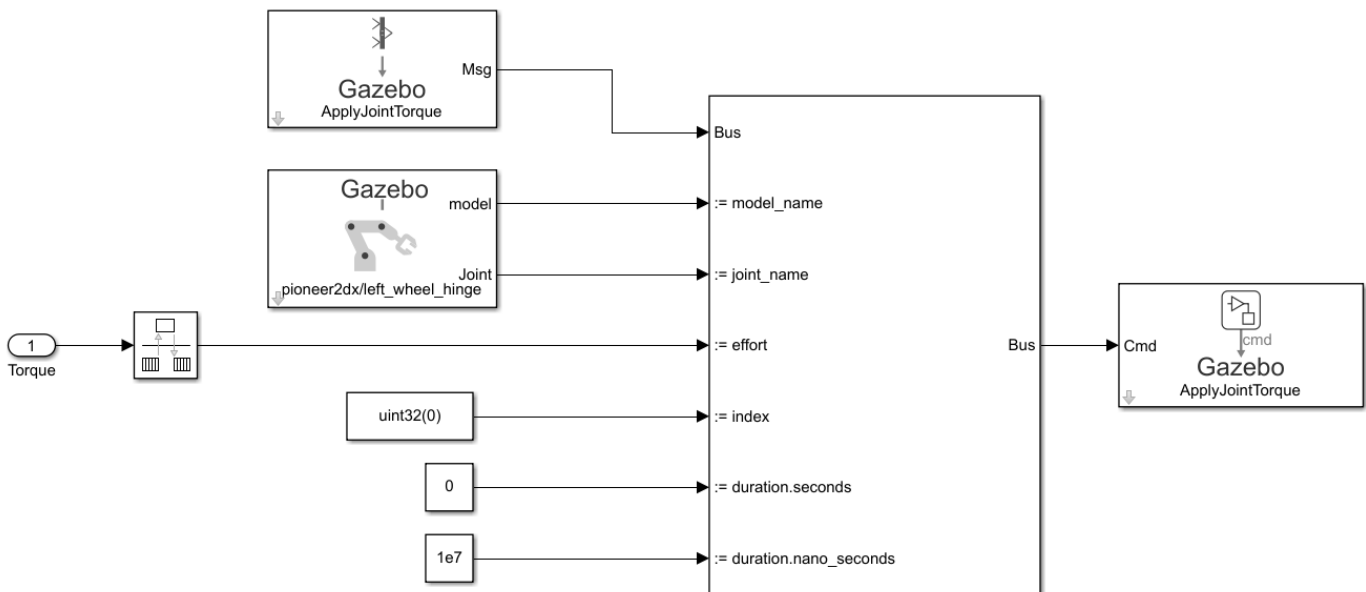 Msg
Gazebo
ApplyJointTorque
Bus
Gazebo
model
:= model_name
Joint
:= joint_name
pioneer2dx/left_wheel_hinge
1
Torque
:= effort
Bus
Cmd
cmd
Gazebo
ApplyJointTorque
uint32(0)
:= index
0
:= duration.seconds
1e7
:= duration.nano_seconds